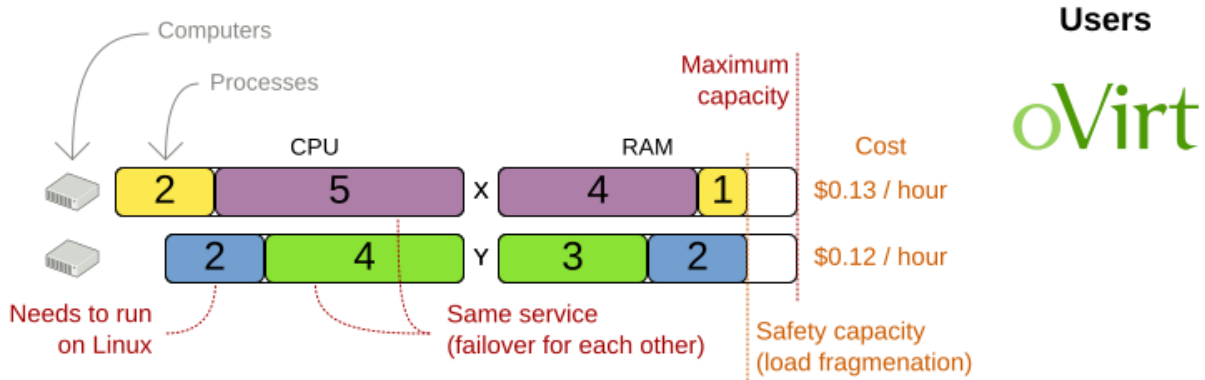 Users
Computers
Processes
Maximum
capacity
oVirt
CPU
RAM
Cost
2
5
X
4
1
$0.13 / hour
2
4
Y
3
2
$0.12 / hour
Needs to run
on Linux
Same service
(failover for each other)
Safety capacity
(load fragmenation)